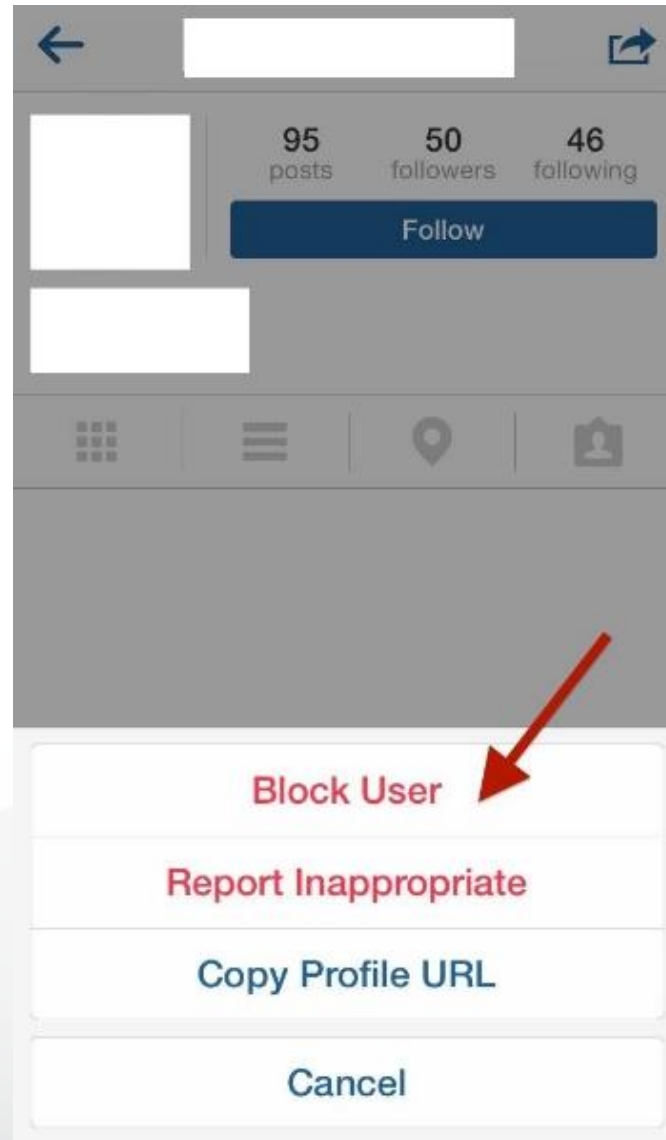 95 50 46
posts followers following
Follow
Block User
Report Inappropriate
Copy Profile URL
Cancel